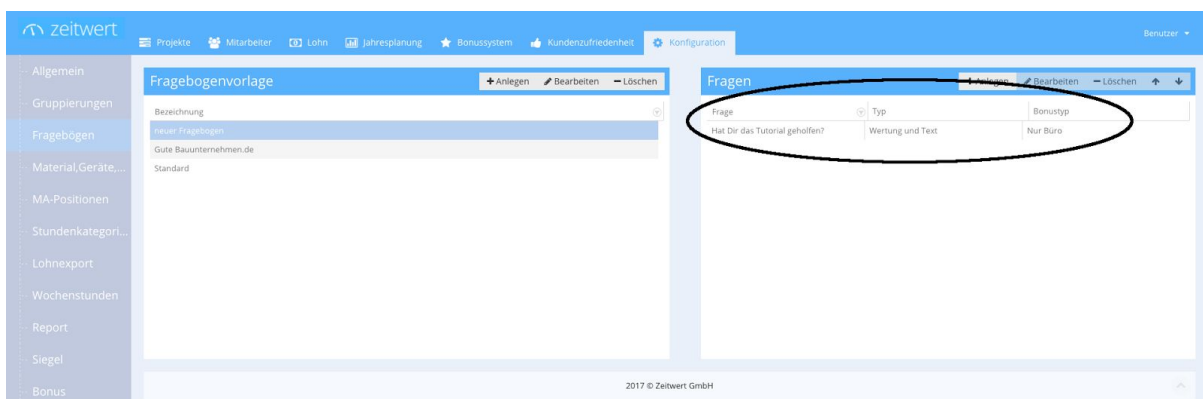 zeitwert
Projekte Mitarbeiter Lohn Jahresplanung Bonussystem Kundenzufriedenheit Konfiguration
Benutzer
Allgemein
Gruppierungen
Fragebögen
Material,Geräte,...
MA-Positionen
Stundenkategori...
Lohnexport
Wochenstunden
Report
Siegel
Bonus
Fragebogenvorlage
Anlegen Bearbeiten Löschen
Bezeichnung
neuer Fragebogen
Gute Bauunternehmen.de
Standard
Fragen
Anlegen Bearbeiten Löschen
Frage Typ Bonustyp
Hat Dir das Tutorial geholfen? Wertung und Text Nur Büro
2017 © Zeitwert GmbH